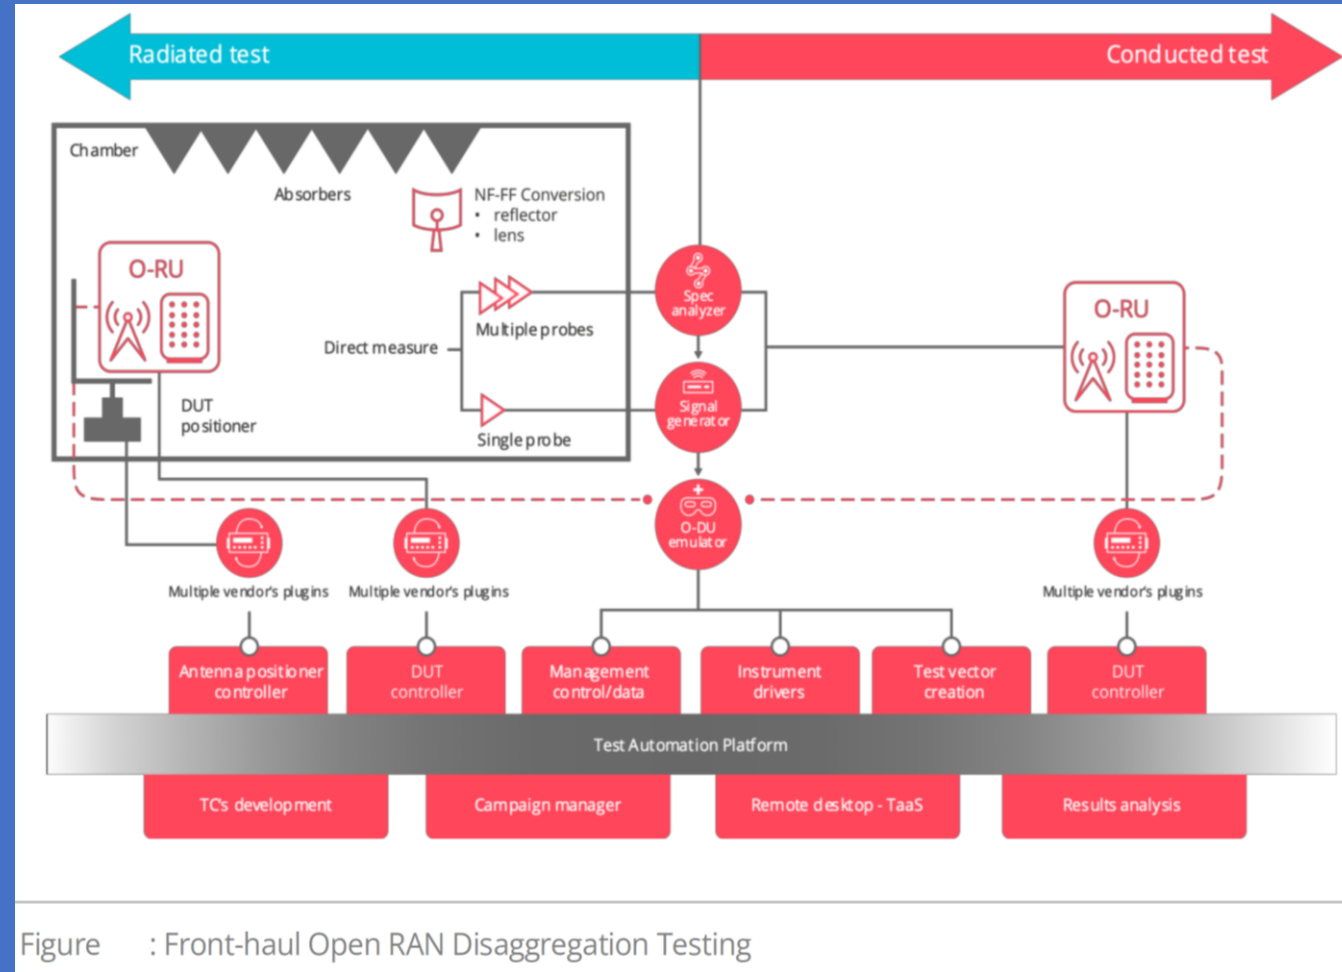 Radiated test
Conducted test
Chamber
Absorbers
NF-FF Conversion
• reflector
• lens
O-RU
Multiple probes
Direct measure
Single probe
DUT
positioner
Spec
analyzer
Signal
generator
O-DU
emulator
O-RU
Multiple vendor's plugins
Multiple vendor's plugins
Multiple vendor's plugins
Antenna positioner
controller
DUT
controller
Management
control/data
Instrument
drivers
Test vector
creation
DUT
controller
Test Automation Platform
TC's development
Campaign manager
Remote desktop - TaaS
Results analysis
Figure : Front-haul Open RAN Disaggregation Testing